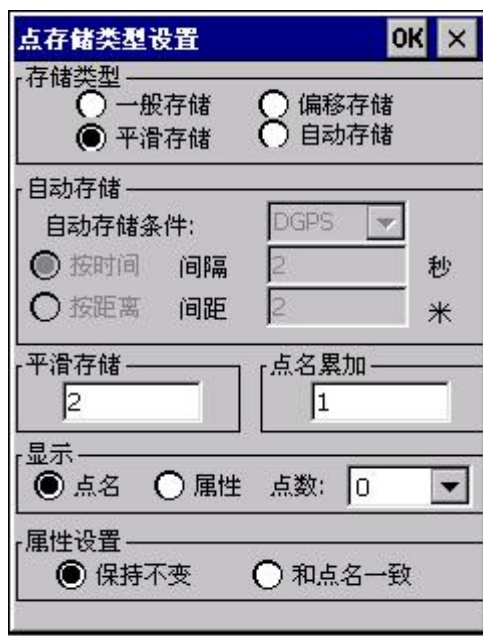 点存储类型设置 OK ×
存储类型
一般存储 偏移存储
平滑存储 自动存储
自动存储
自动存储条件: DGPS
按时间 间隔 2 秒
按距离 间距 2 米
平滑存储 点名累加
2 1
显示
点名 属性 点数: 0
属性设置
保持不变 和点名一致